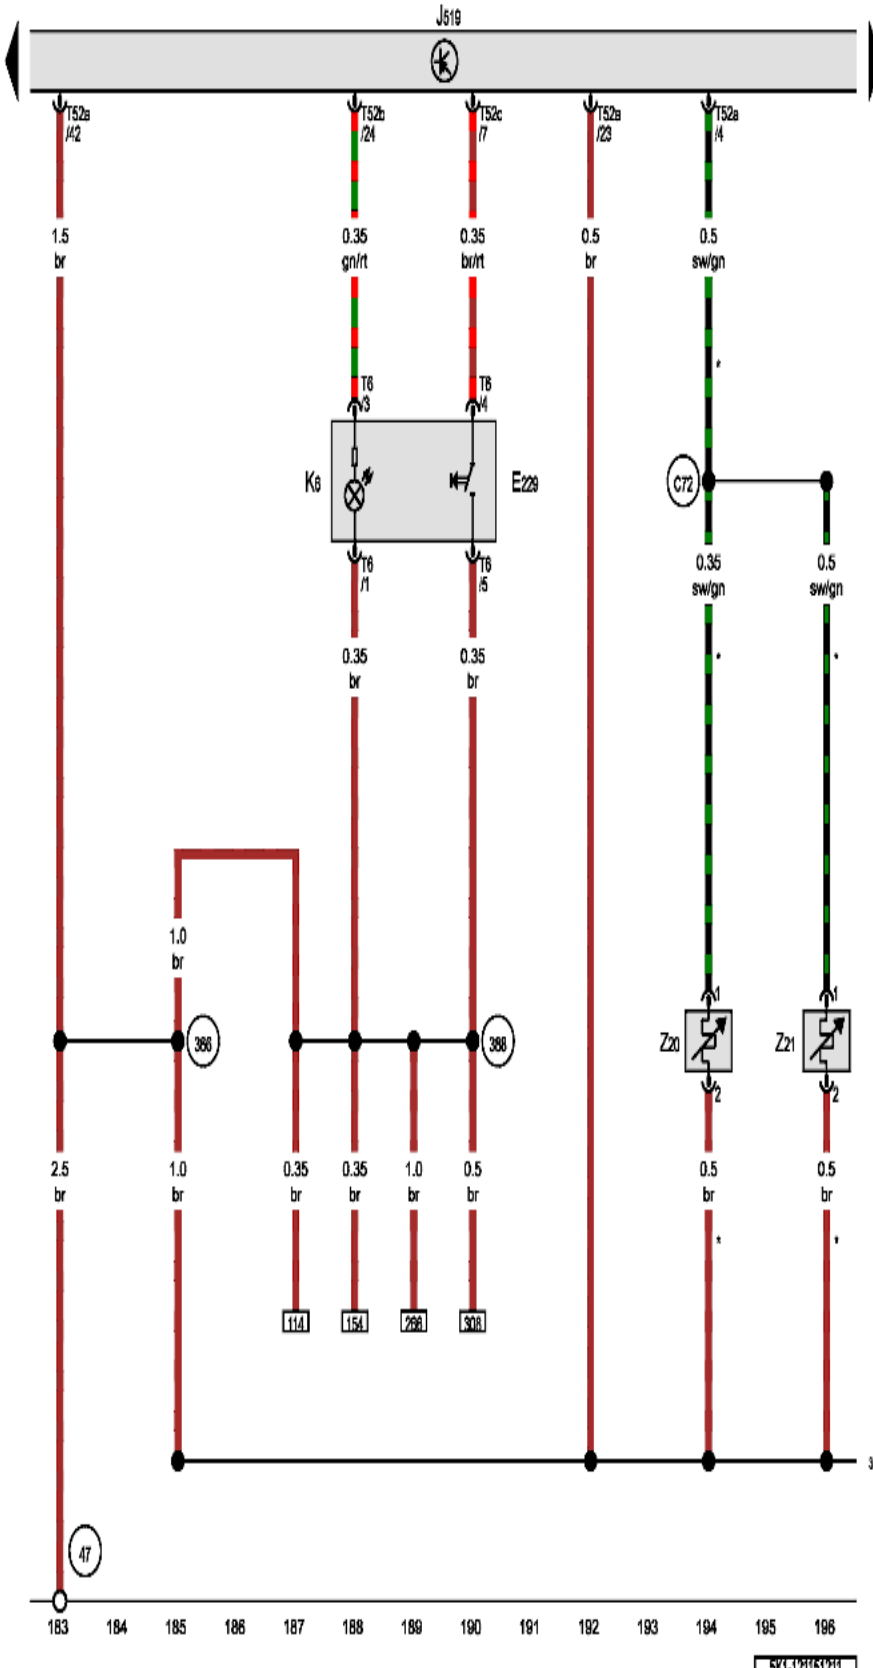 J519
T52a T52b T52c T52a T52a
/42 /24 /7 /23 /4
1.5 0.35 0.35 0.5 0.5
br gn/rt br/rt br sw/gn
*
T6 T6
/3 /4
K6 E229 C72
T6 T6
/1 /5
0.35 0.5
sw/gn sw/gn
0.35 0.35 * *
br br
1.0
br
1 1
366 388 Z20 Z21
2 2
2.5 1.0 0.35 0.35 1.0 0.5 0.5 0.5
br br br br br br br br
* *
114 154 308
3
47
183 184 185 186 187 188 189 190 191 192 193 194 195 196